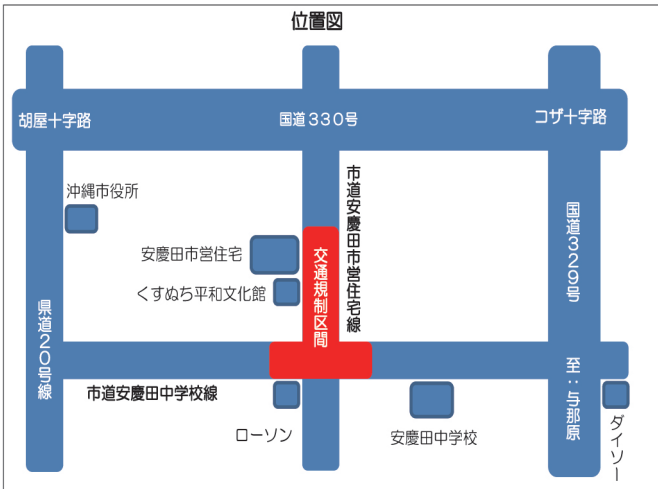 位置図
胡屋十字路
国道330号
コザ十字路
沖縄市役所
市道安慶田市営住宅線
国道329号
安慶田市営住宅
交通規制区間
くすぬち平和文化館
県道20号線
市道安慶田中学校線
至：与那原
ローソン
安慶田中学校
ダイソー